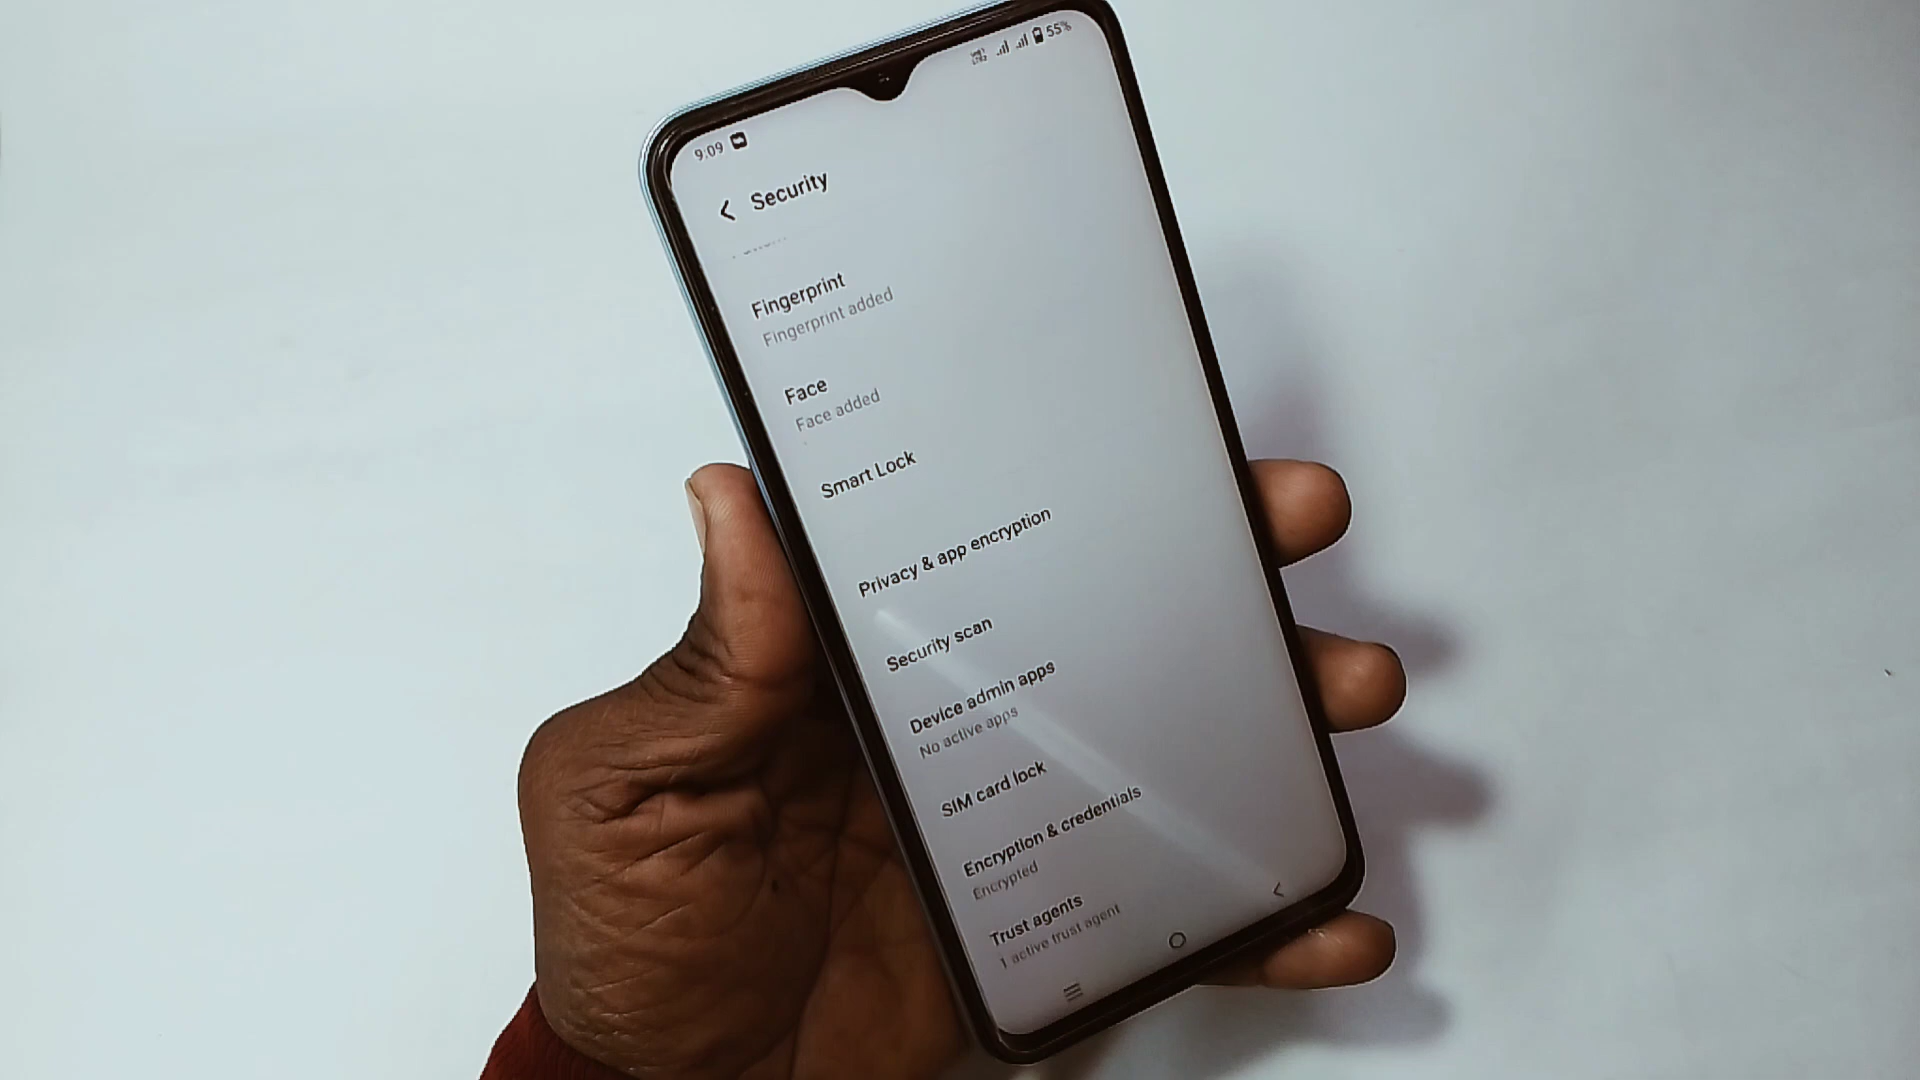 9:09
55%
Security
Fingerprint
Fingerprint added
Face
Face added
Smart Lock
Privacy & app encryption
Security scan
Device admin apps
No active apps
SIM card lock
Encryption & credentials
Encrypted
Trust agents
1 active trust agent